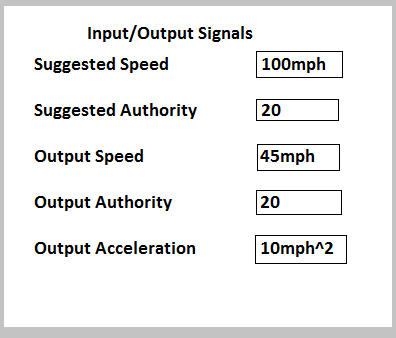 Input/Output Signals
Suggested Speed 100mph
Suggested Authority 20
Output Speed 45mph
Output Authority 20
Output Acceleration 10mph^2